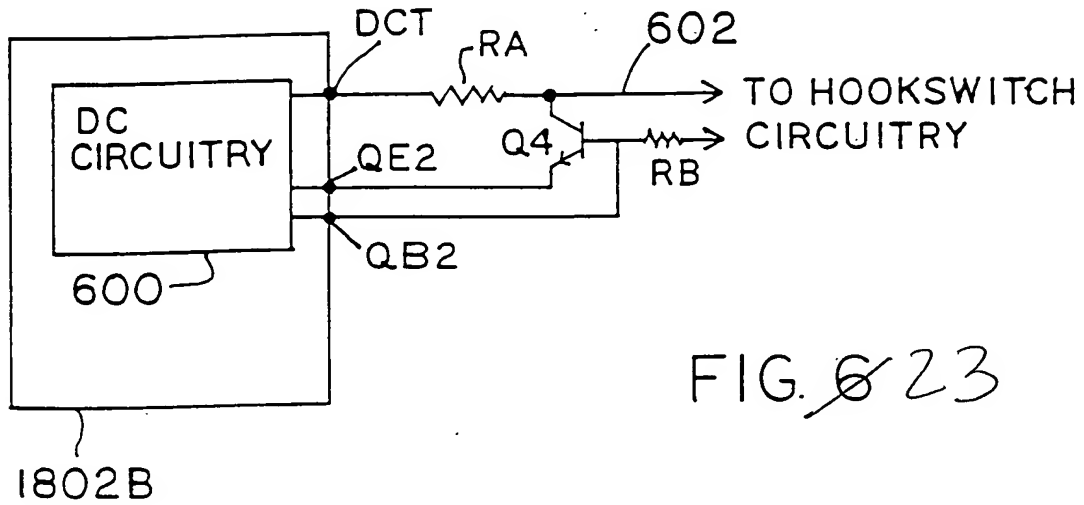 DCT
RA
602
TO HOOKSWITCH
CIRCUITRY
DC
CIRCUITRY
Q4
RB
QE2
QB2
600
FIG. 6 23
1802B